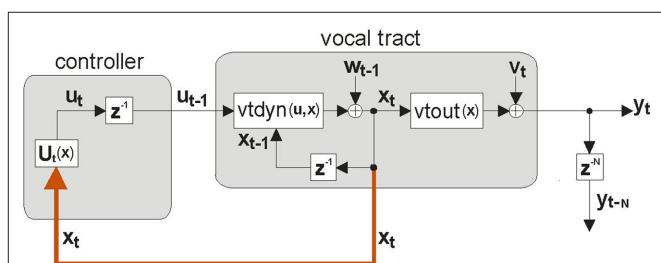 vocal tract
controller
w_t-1
v_t
u_t
z^-1
u_t-1
vtdyn(u,x)
x_t
vtout(x)
y_t
U_t(x)
x_t-1
z^-1
z^-N
y_t-N
x_t
x_t